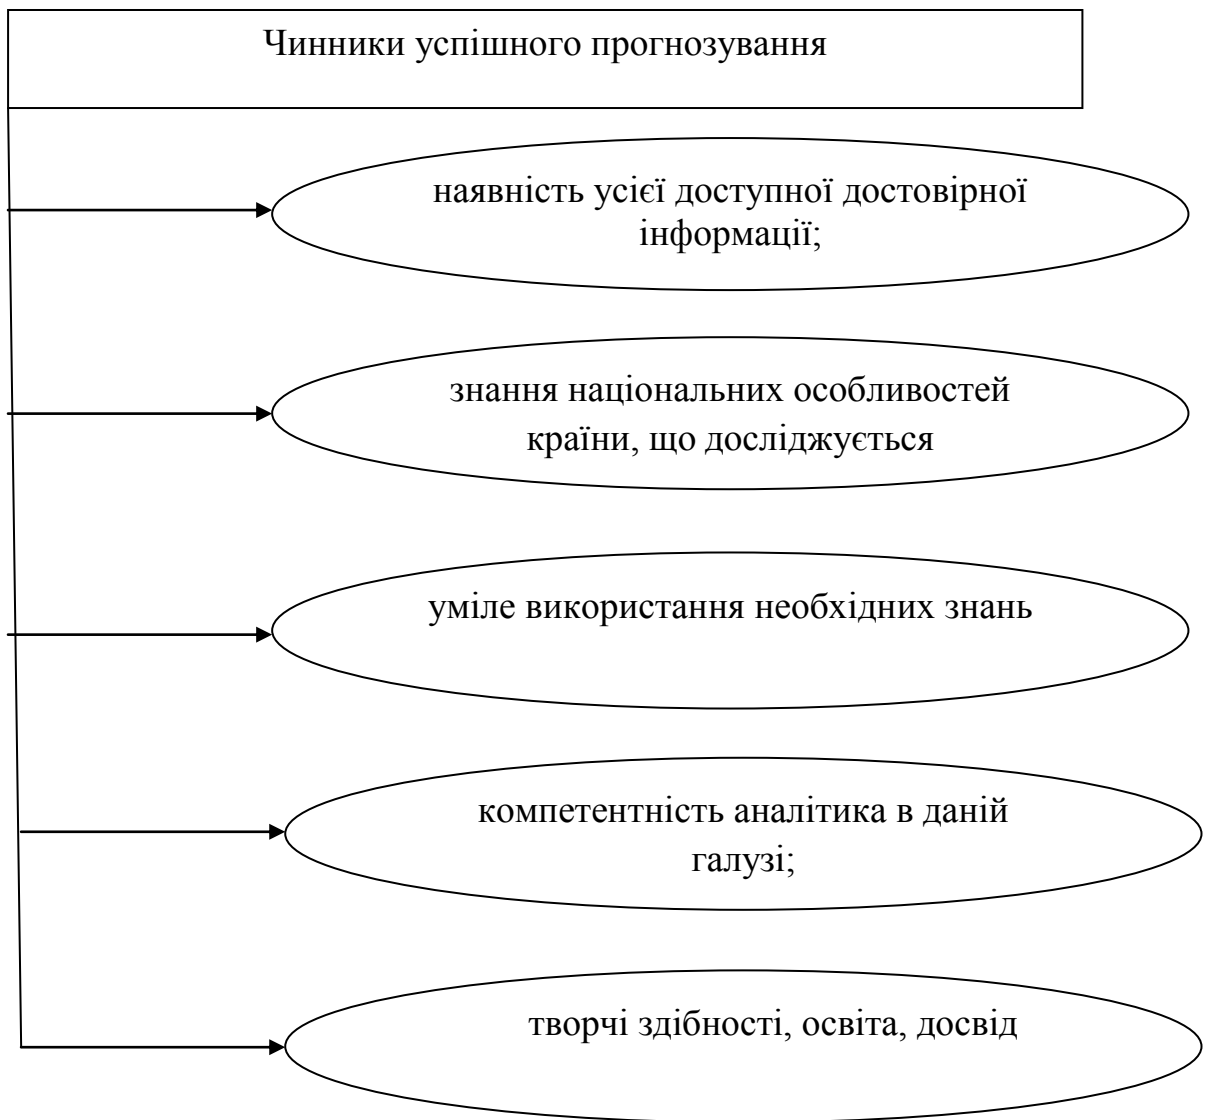 Чинники успішного прогнозування
наявність усієї доступної достовірної
інформації;
знання національних особливостей
країни, що досліджується
уміле використання необхідних знань
компетентність аналітика в даній
галузі;
творчі здібності, освіта, досвід